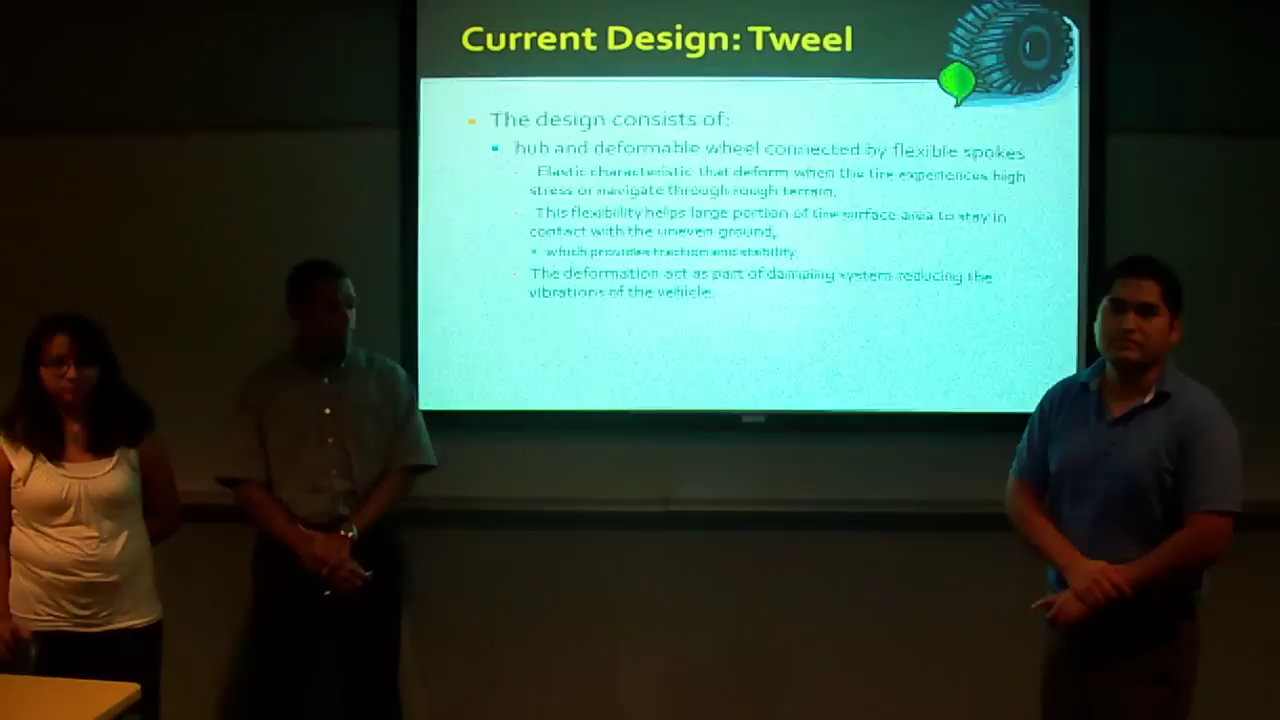 Current Design: Tweel
The design consists of:
hub and deformable wheel connected by flexible spokes
Elastic characteristic that deform when the tire experiences high
stress or navigate through rough terrain.
This flexibility helps large portion of tire surface area to stay in
contact with the uneven ground,
which provides traction and stability
The deformation act as part of damping system reducing the
vibrations of the vehicle.